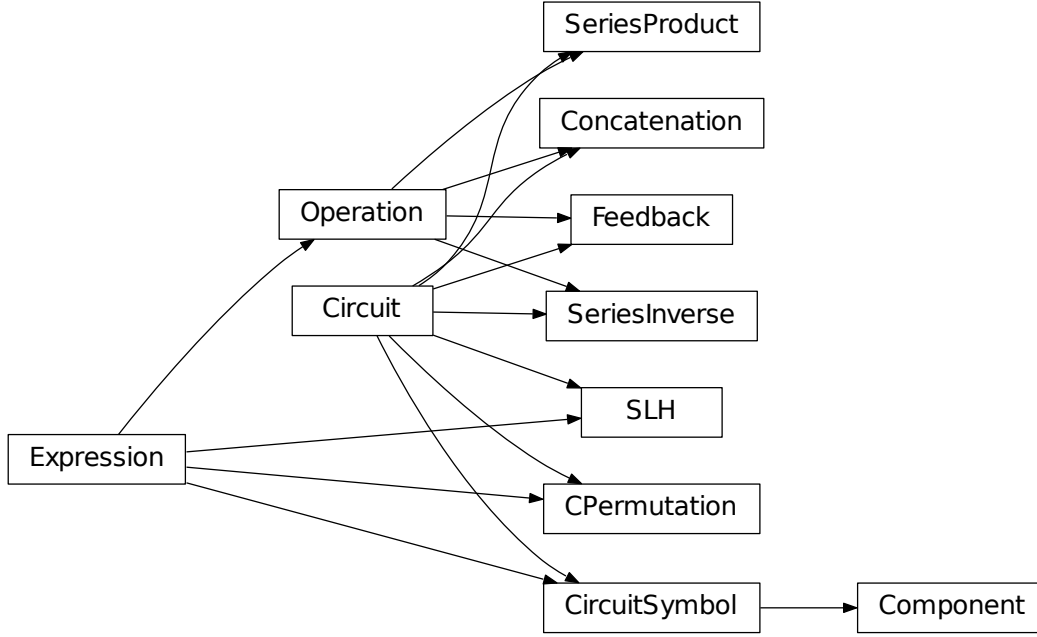 SeriesProduct
Concatenation
Operation
Feedback
Circuit
SeriesInverse
SLH
Expression
CPermutation
CircuitSymbol
Component